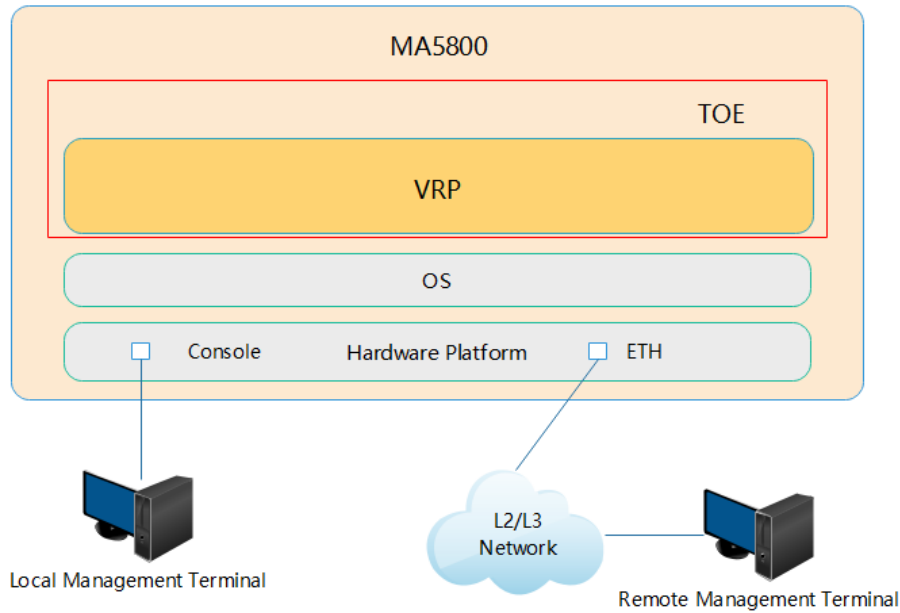 MA5800
TOE
VRP
OS
Console
Hardware Platform
ETH
L2/L3
Network
Local Management Terminal
Remote Management Terminal